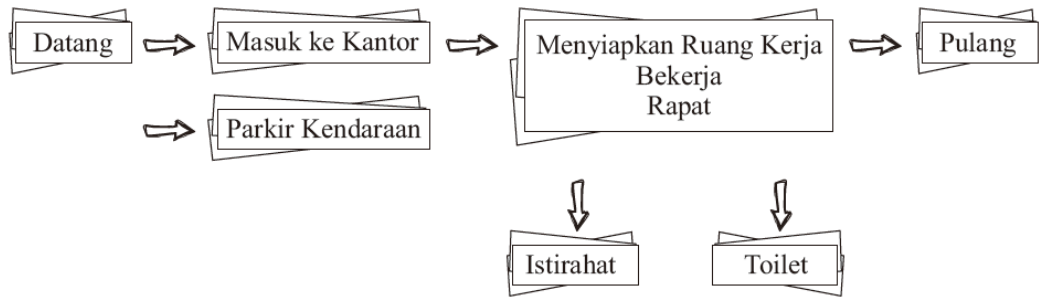 Datang
Masuk ke Kantor
Menyiapkan Ruang Kerja
Bekerja
Rapat
Pulang
Parkir Kendaraan
Istirahat
Toilet